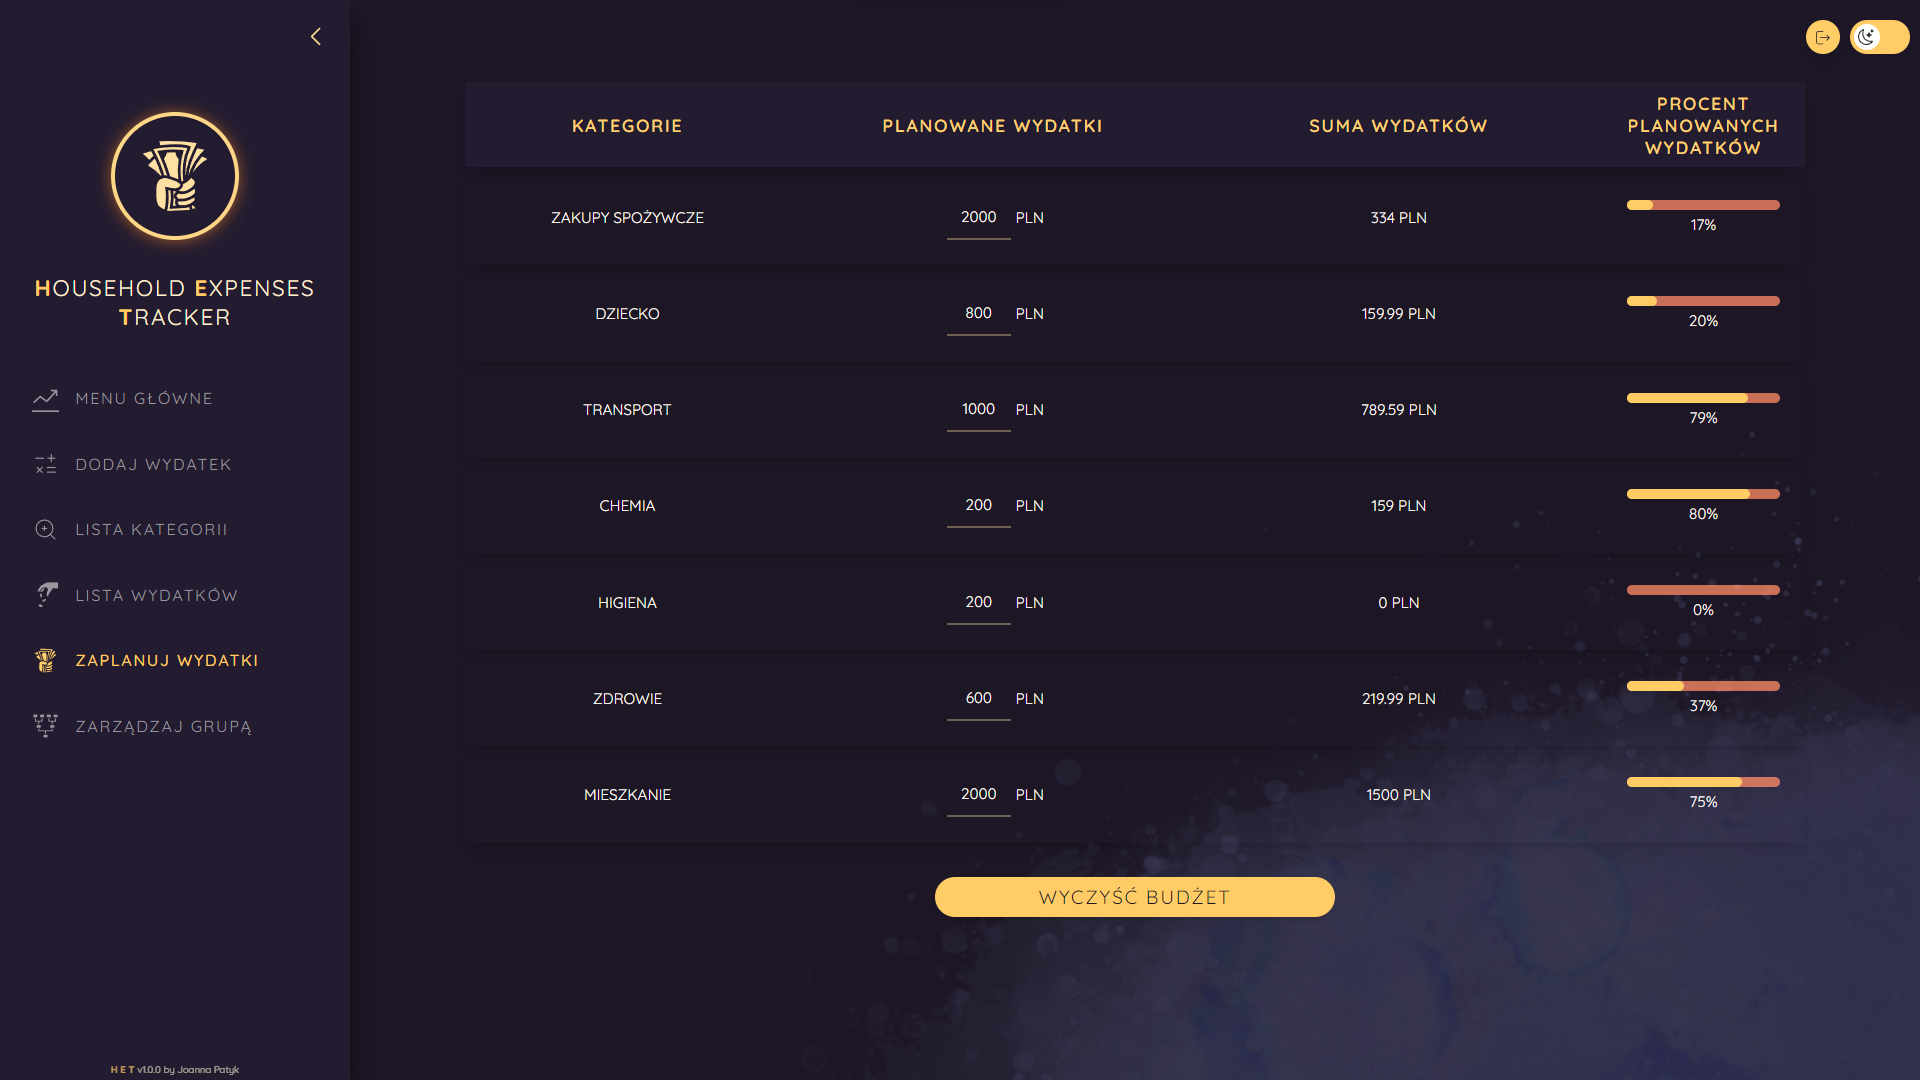 HOUSEHOLD EXPENSES
TRACKER
MENU GŁÓWNE
DODAJ WYDATEK
LISTA KATEGORII
LISTA WYDATKÓW
ZAPLANUJ WYDATKI
ZARZĄDZAJ GRUPĄ
H E T v1.0.0 by Joanna Patyk
KATEGORIE PLANOWANE WYDATKI SUMA WYDATKÓW PROCENT PLANOWANYCH WYDATKÓW
ZAKUPY SPOŻYWCZE 2000 PLN 334 PLN 17%
DZIECKO 800 PLN 159.99 PLN 20%
TRANSPORT 1000 PLN 789.59 PLN 79%
CHEMIA 200 PLN 159 PLN 80%
HIGIENA 200 PLN 0 PLN 0%
ZDROWIE 600 PLN 219.99 PLN 37%
MIESZKANIE 2000 PLN 1500 PLN 75%
WYCZYŚĆ BUDŻET